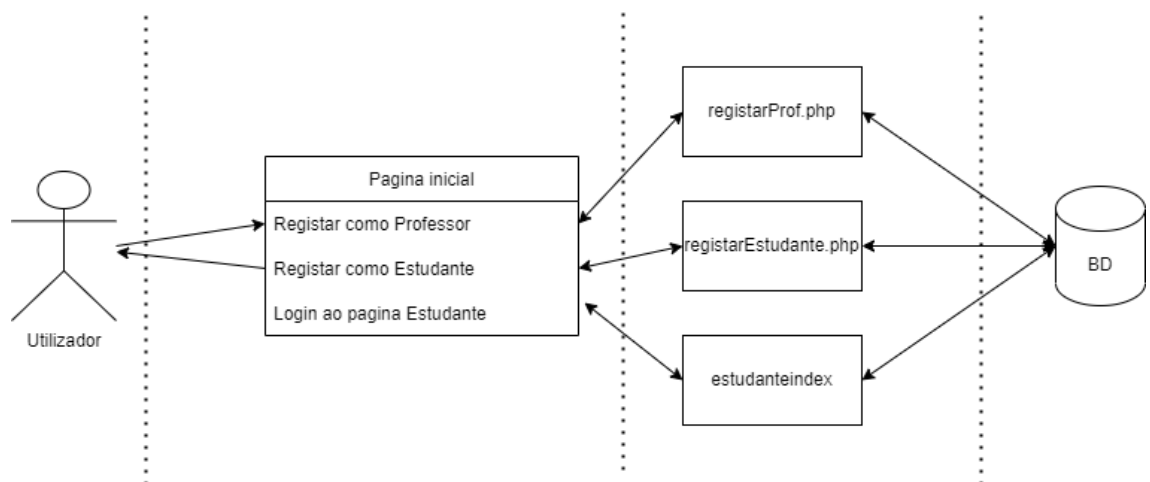 Utilizador
Pagina inicial
Registar como Professor
Registar como Estudante
Login ao pagina Estudante
registarProf.php
registarEstudante.php
estudanteindex
BD